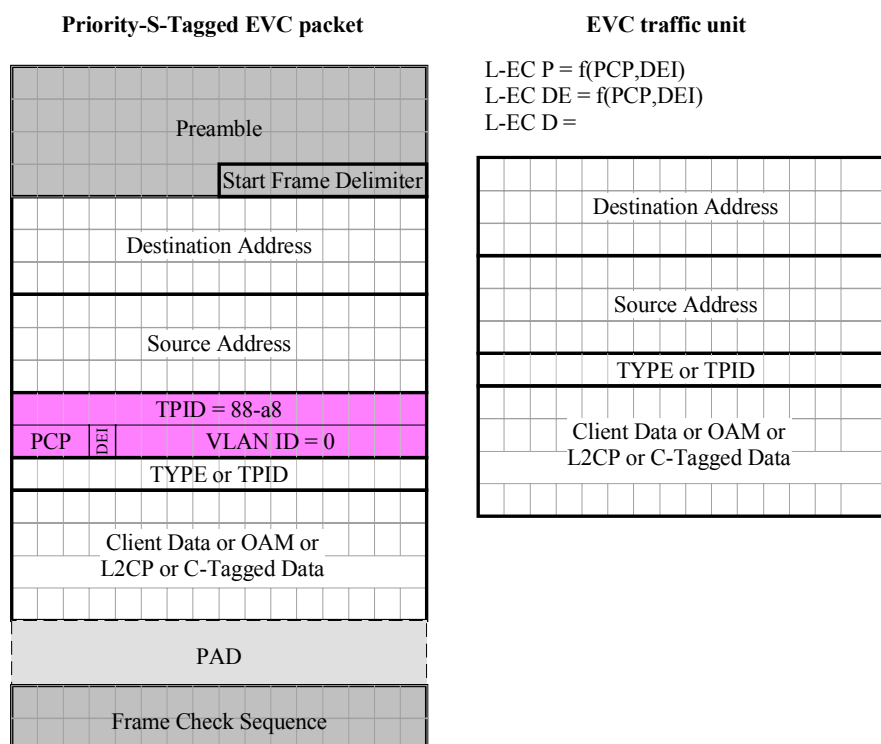 Priority-S-Tagged EVC packet
Preamble
Start Frame Delimiter
Destination Address
Source Address
TPID = 88-a8
PCP DEI VLAN ID = 0
TYPE or TPID
Client Data or OAM or
L2CP or C-Tagged Data
PAD
Frame Check Sequence
EVC traffic unit
L-EC P = f(PCP,DEI)
L-EC DE = f(PCP,DEI)
L-EC D =
Destination Address
Source Address
TYPE or TPID
Client Data or OAM or
L2CP or C-Tagged Data